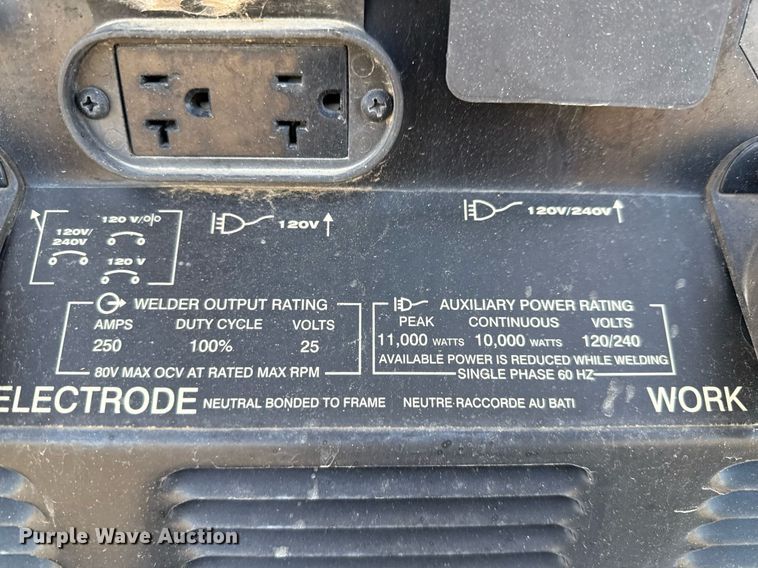 120 V/
120V/
240V
120 V
120V
120V/240V
WELDER OUTPUT RATING
AMPS DUTY CYCLE VOLTS
250 100% 25
80V MAX OCV AT RATED MAX RPM
AUXILIARY POWER RATING
PEAK CONTINUOUS VOLTS
11,000 WATTS 10,000 WATTS 120/240
AVAILABLE POWER IS REDUCED WHILE WELDING
SINGLE PHASE 60 HZ
ELECTRODE NEUTRAL BONDED TO FRAME NEUTRE RACCORDE AU BATI WORK
Purple Wave Auction